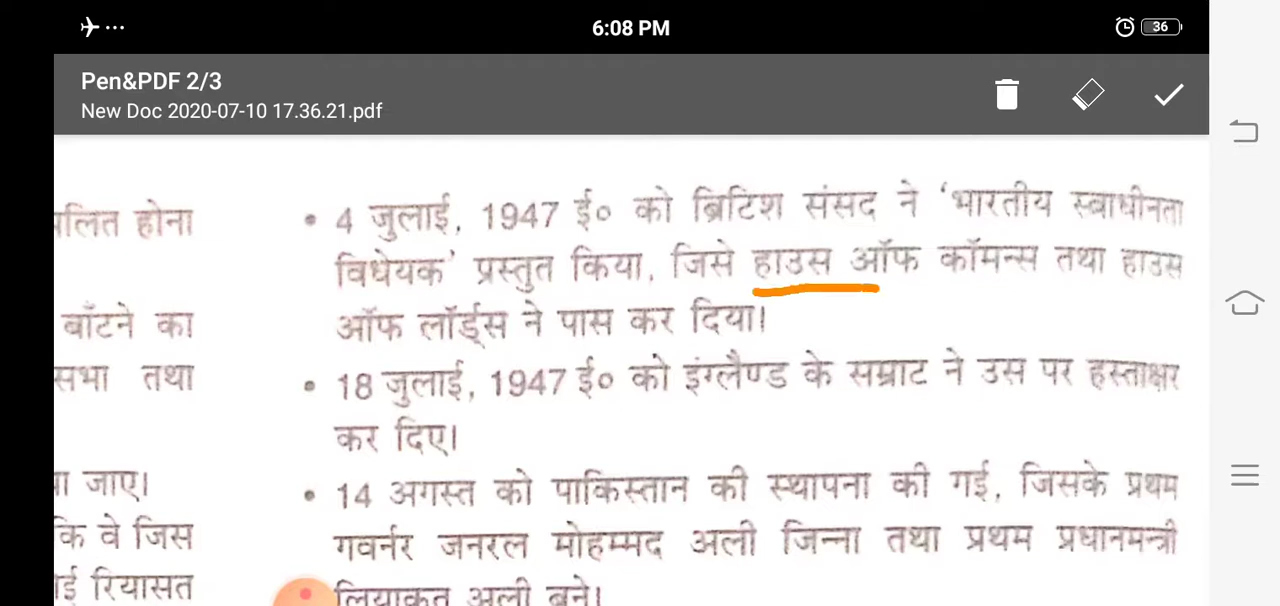 6:08 PM
36
Pen&PDF 2/3
New Doc 2020-07-10 17.36.21.pdf
लित होना
बाँटने का
सभा तथा
जाए।
कि वे जिस
रियासत
• 4 जुलाई, 1947 ई० को ब्रिटिश संसद ने ‘भारतीय स्वाधीनता
विधेयक’ प्रस्तुत किया, जिसे हाउस ऑफ कॉमन्स तथा हाउस
ऑफ लॉर्ड्स ने पास कर दिया।
• 18 जुलाई, 1947 ई० को इंग्लैण्ड के सम्राट ने उस पर हस्ताक्षर
कर दिए।
• 14 अगस्त को पाकिस्तान की स्थापना की गई, जिसके प्रथम
गवर्नर जनरल मोहम्मद अली जिन्ना तथा प्रथम प्रधानमन्त्री
लियाकत अली बने।